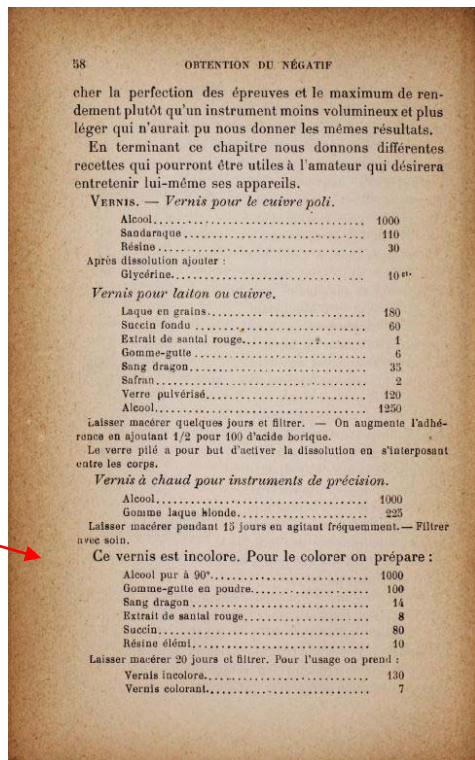 58 OBTENTION DU NÉGATIF
cher la perfection des épreuves et le maximum de ren-
dement plutôt qu'un instrument moins volumineux et plus
léger qui n'aurait pu nous donner les mêmes résultats.
En terminant ce chapitre nous donnons différentes
recettes qui pourront être utiles à l'amateur qui désirera
entretenir lui-même ses appareils.
VERNIS. — Vernis pour le cuivre poli.
Alcool.................................... 1000
Sandaraque................................ 110
Résine.................................... 30
Après dissolution ajouter :
Glycérine................................. 10 ct.
Vernis pour laiton ou cuivre.
Laque en grains........................... 180
Succin fondu.............................. 60
Extrait de santal rouge................... 1
Gomme-gutte............................... 6
Sang dragon............................... 35
Safran.................................... 2
Verre pulvérisé........................... 120
Alcool.................................... 1250
Laisser macérer quelques jours et filtrer. — On augmente l'adhé-
rence en ajoutant 1/2 pour 100 d'acide borique.
Le verre pilé a pour but d'activer la dissolution en s'interposant
entre les corps.
Vernis à chaud pour instruments de précision.
Alcool.................................... 1000
Gomme laque blonde........................ 225
Laisser macérer pendant 15 jours en agitant fréquemment. — Filtrer
avec soin.
Ce vernis est incolore. Pour le colorer on prépare :
Alcool pur à 90°.......................... 1000
Gomme-gutte en poudre..................... 100
Sang dragon............................... 14
Extrait de santal rouge................... 8
Succin.................................... 80
Résine élémi.............................. 10
Laisser macérer 20 jours et filtrer. Pour l'usage on prend :
Vernis incolore........................... 130
Vernis colorant........................... 7